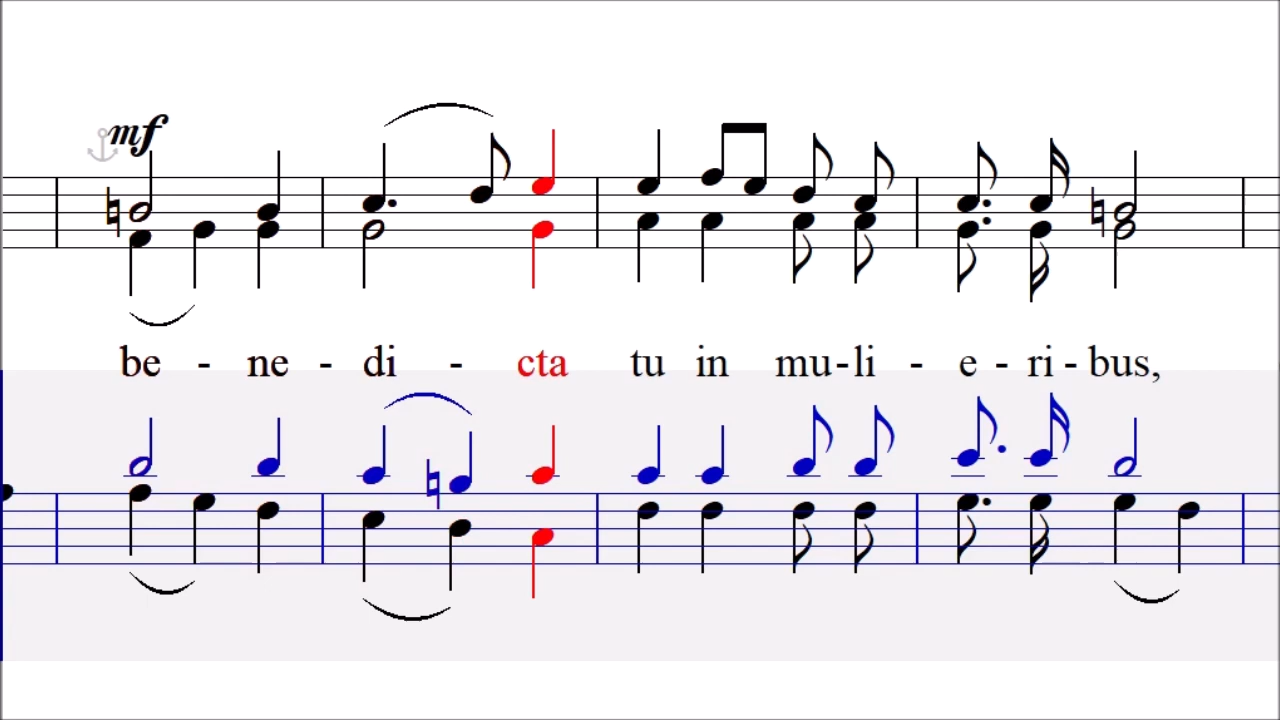 mf
be - ne - di - cta tu in mu-li - e - ri - bus,